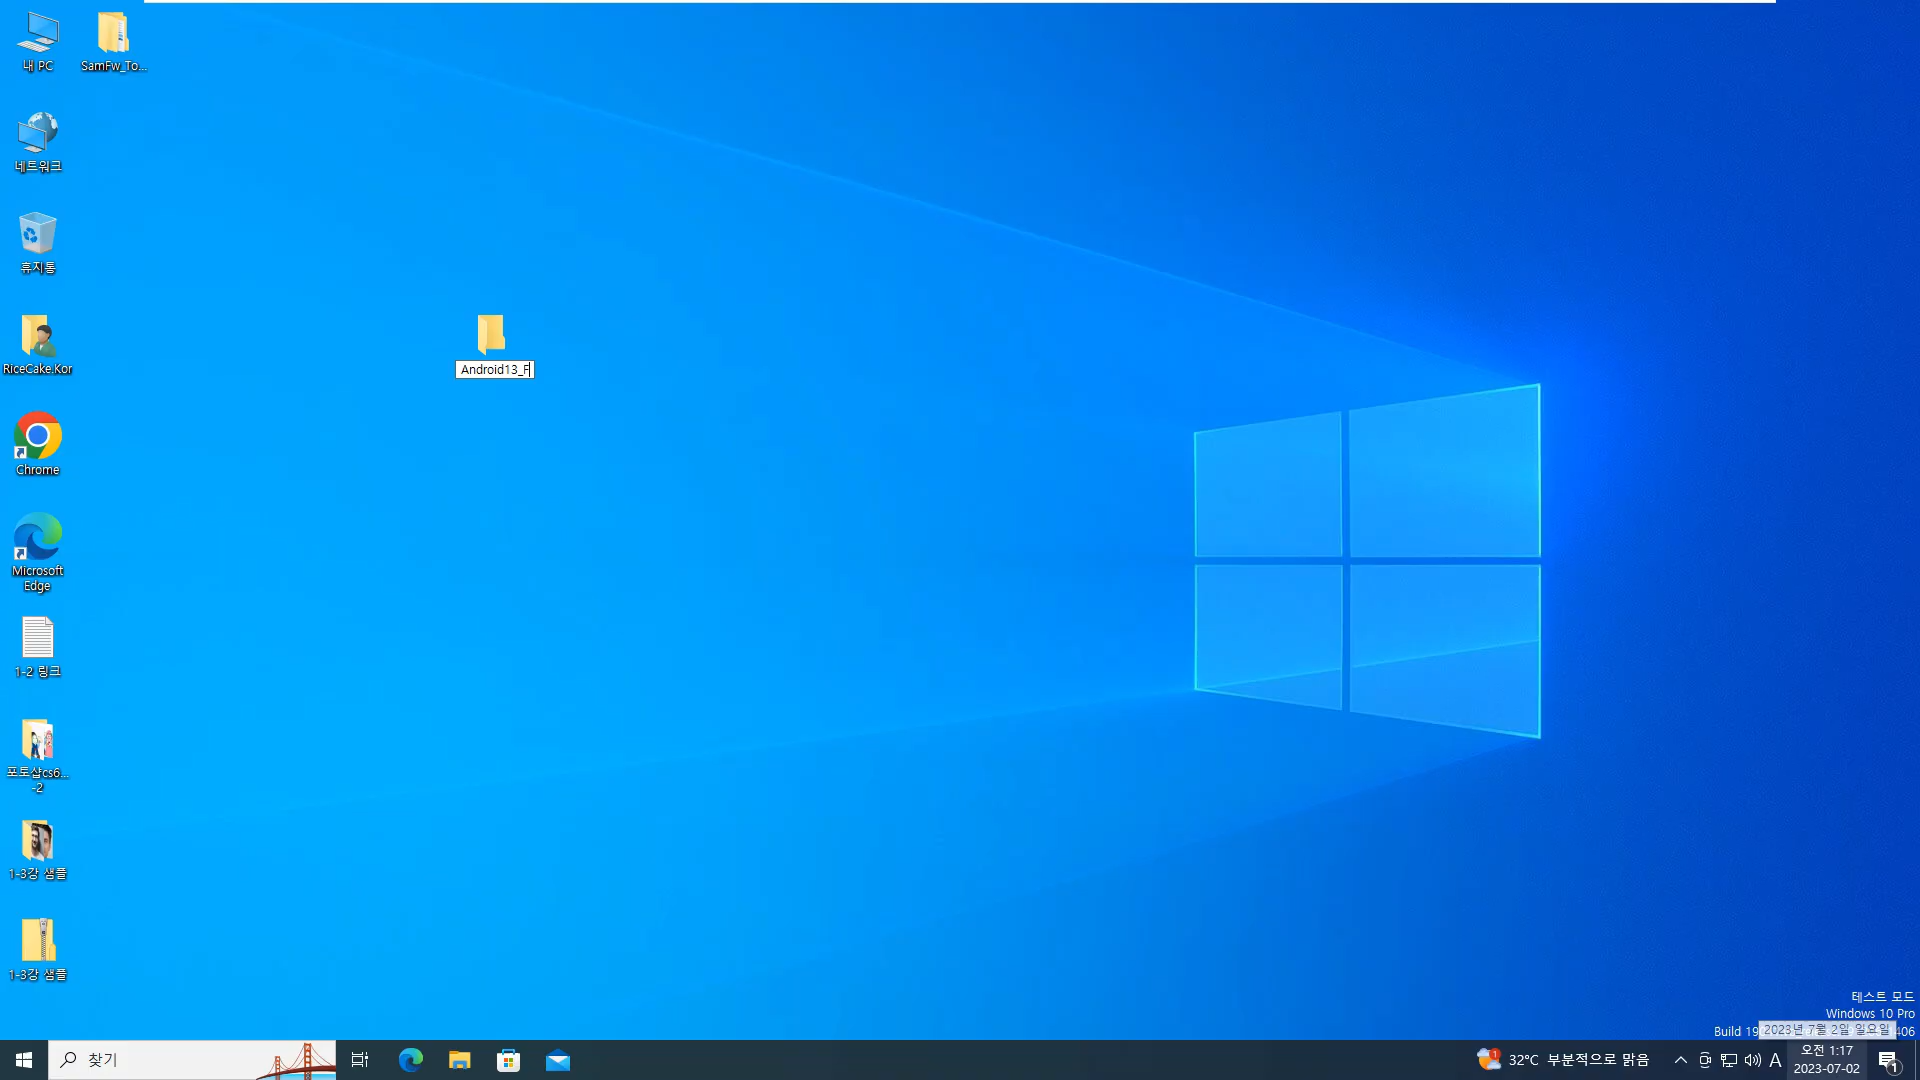 내 PC
SamFw_To...
네트워크
휴지통
RiceCake.Kor
Android13_F
Chrome
Microsoft
Edge
1-2 링크
포토샵cs6...
-2
1-3강 샘플
1-3강 샘플
테스트 모드
Windows 10 Pro
Build 19
2023년 7월 2일 일요일
찾기
1
32°C 부분적으로 맑음
A
오전 1:17
2023-07-02
1